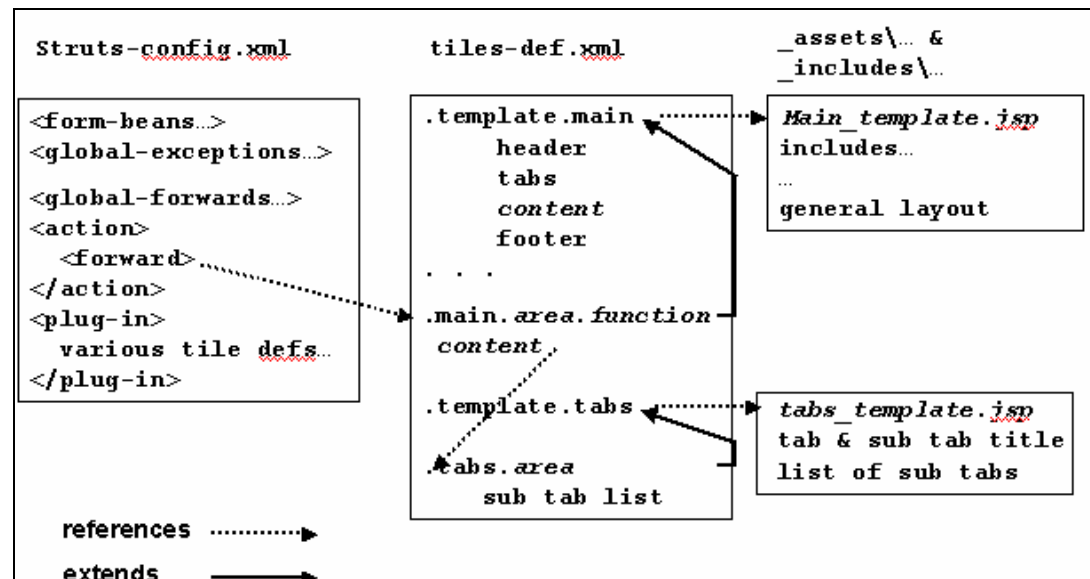 Struts-config.xml
<form-beans…>
<global-exceptions…>
<global-forwards…>
<action>
<forward>
</action>
<plug-in>
various tile defs…
</plug-in>
tiles-def.xml
.template.main
header
tabs
content
footer
. . .
.main.area.function
content
.template.tabs
.tabs.area
sub tab list
_assets\… &
_includes\…
Main_template.jsp
includes…
…
general layout
tabs_template.jsp
tab & sub tab title
list of sub tabs
references
extends